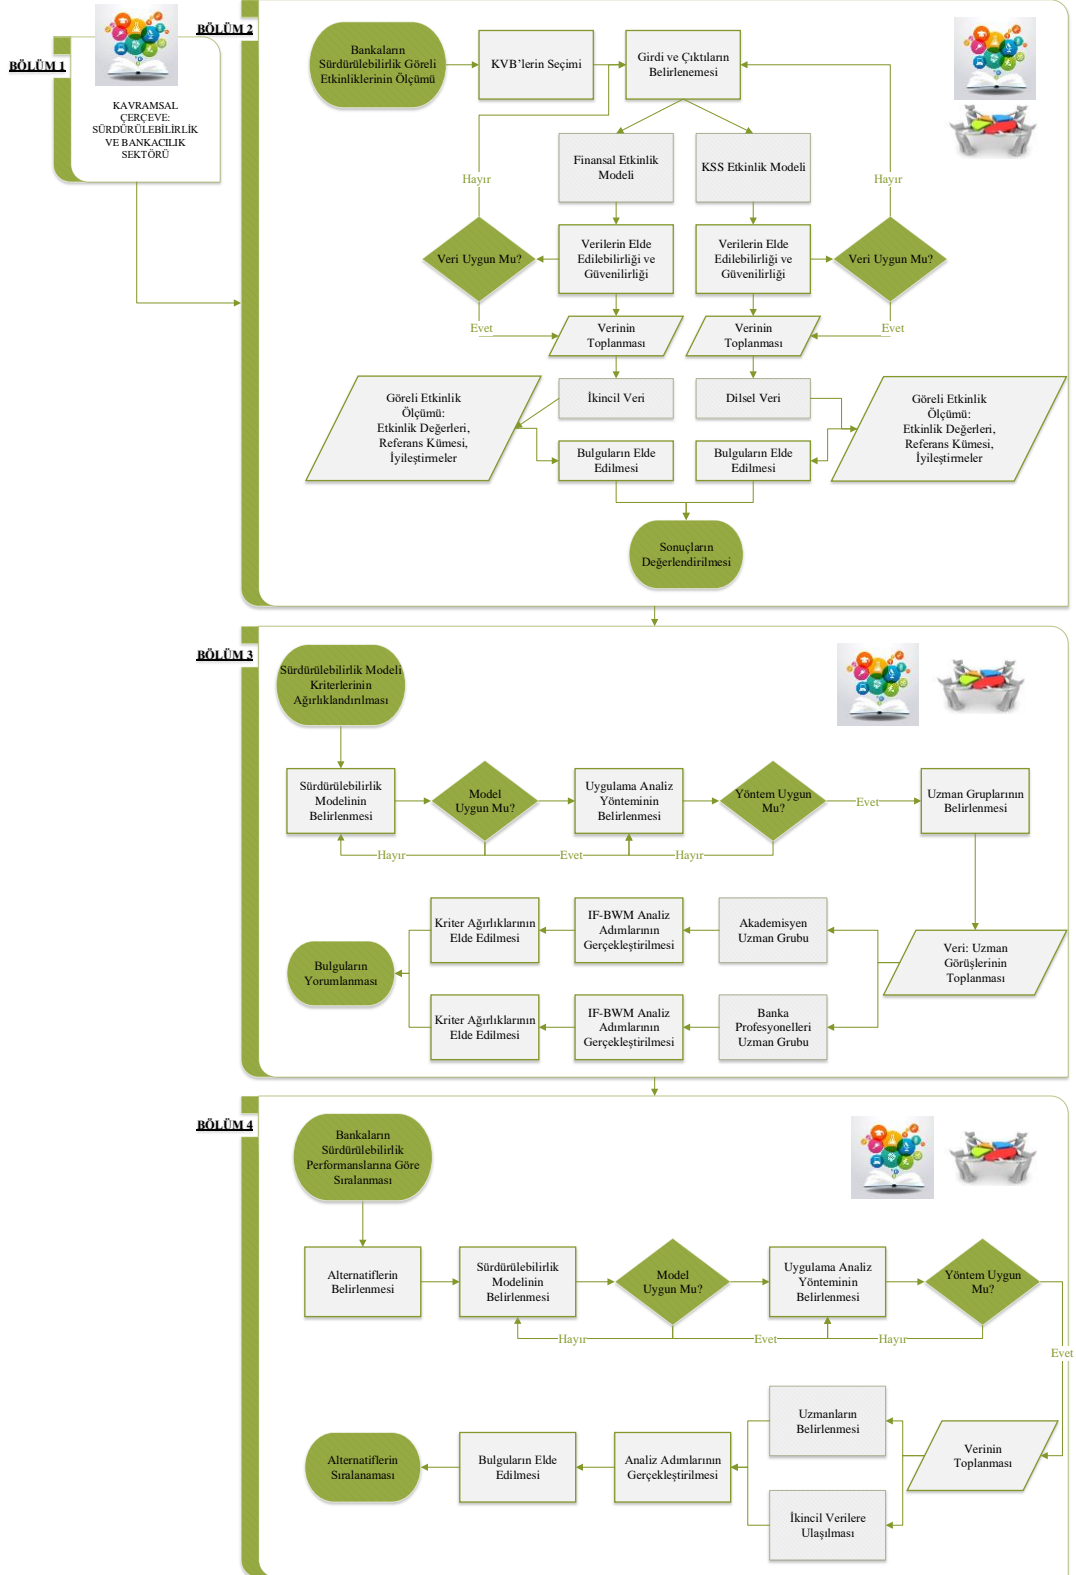 BÖLÜM 1
KAVRAMSAL
ÇERÇEVE:
SÜRDÜRÜLEBİLİRLİK
VE BANKACILIK
SEKTÖRÜ
BÖLÜM 2
Bankaların
Sürdürülebilirlik Göreli
Etkinliklerinin Ölçümü
KVB'lerin Seçimi
Girdi ve Çıktıların
Belirlenemesi
Finansal Etkinlik
Modeli
KSS Etkinlik Modeli
Hayır
Hayır
Veri Uygun Mu?
Verilerin Elde
Edilebilirliği ve
Güvenilirliği
Verilerin Elde
Edilebilirliği ve
Güvenilirliği
Veri Uygun Mu?
Evet
Verinin
Toplanması
Verinin
Toplanması
Evet
Göreli Etkinlik
Ölçümü:
Etkinlik Değerleri,
Referans Kümesi,
İyileştirmeler
İkincil Veri
Dilsel Veri
Göreli Etkinlik
Ölçümü:
Etkinlik Değerleri,
Referans Kümesi,
İyileştirmeler
Bulguların Elde
Edilmesi
Bulguların Elde
Edilmesi
Sonuçların
Değerlendirilmesi
BÖLÜM 3
Sürdürülebilirlik Modeli
Kriterlerinin
Ağırlıklandırılması
Sürdürülebilirlik
Modelinin
Belirlenmesi
Model
Uygun Mu?
Uygulama Analiz
Yönteminin
Belirlenmesi
Yöntem Uygun
Mu?
Evet
Uzman Gruplarının
Belirlenmesi
Hayır
Evet
Hayır
Kriter Ağırlıklarının
Elde Edilmesi
IF-BWM Analiz
Adımlarının
Gerçekleştirilmesi
Akademisyen
Uzman Grubu
Bulguların
Yorumlanması
Veri: Uzman
Görüşlerinin
Toplanması
Kriter Ağırlıklarının
Elde Edilmesi
IF-BWM Analiz
Adımlarının
Gerçekleştirilmesi
Banka
Profesyonelleri
Uzman Grubu
BÖLÜM 4
Bankaların
Sürdürülebilirlik
Performanslarına Göre
Sıralanması
Alternatiflerin
Belirlenmesi
Sürdürülebilirlik
Modelinin
Belirlenmesi
Model
Uygun Mu?
Uygulama Analiz
Yönteminin
Belirlenmesi
Yöntem Uygun
Mu?
Hayır
Evet
Hayır
Evet
Uzmanların
Belirlenmesi
Alternatiflerin
Sıralanaması
Bulguların Elde
Edilmesi
Analiz Adımlarının
Gerçekleştirilmesi
Verinin
Toplanması
İkincil Verilere
Ulaşılması